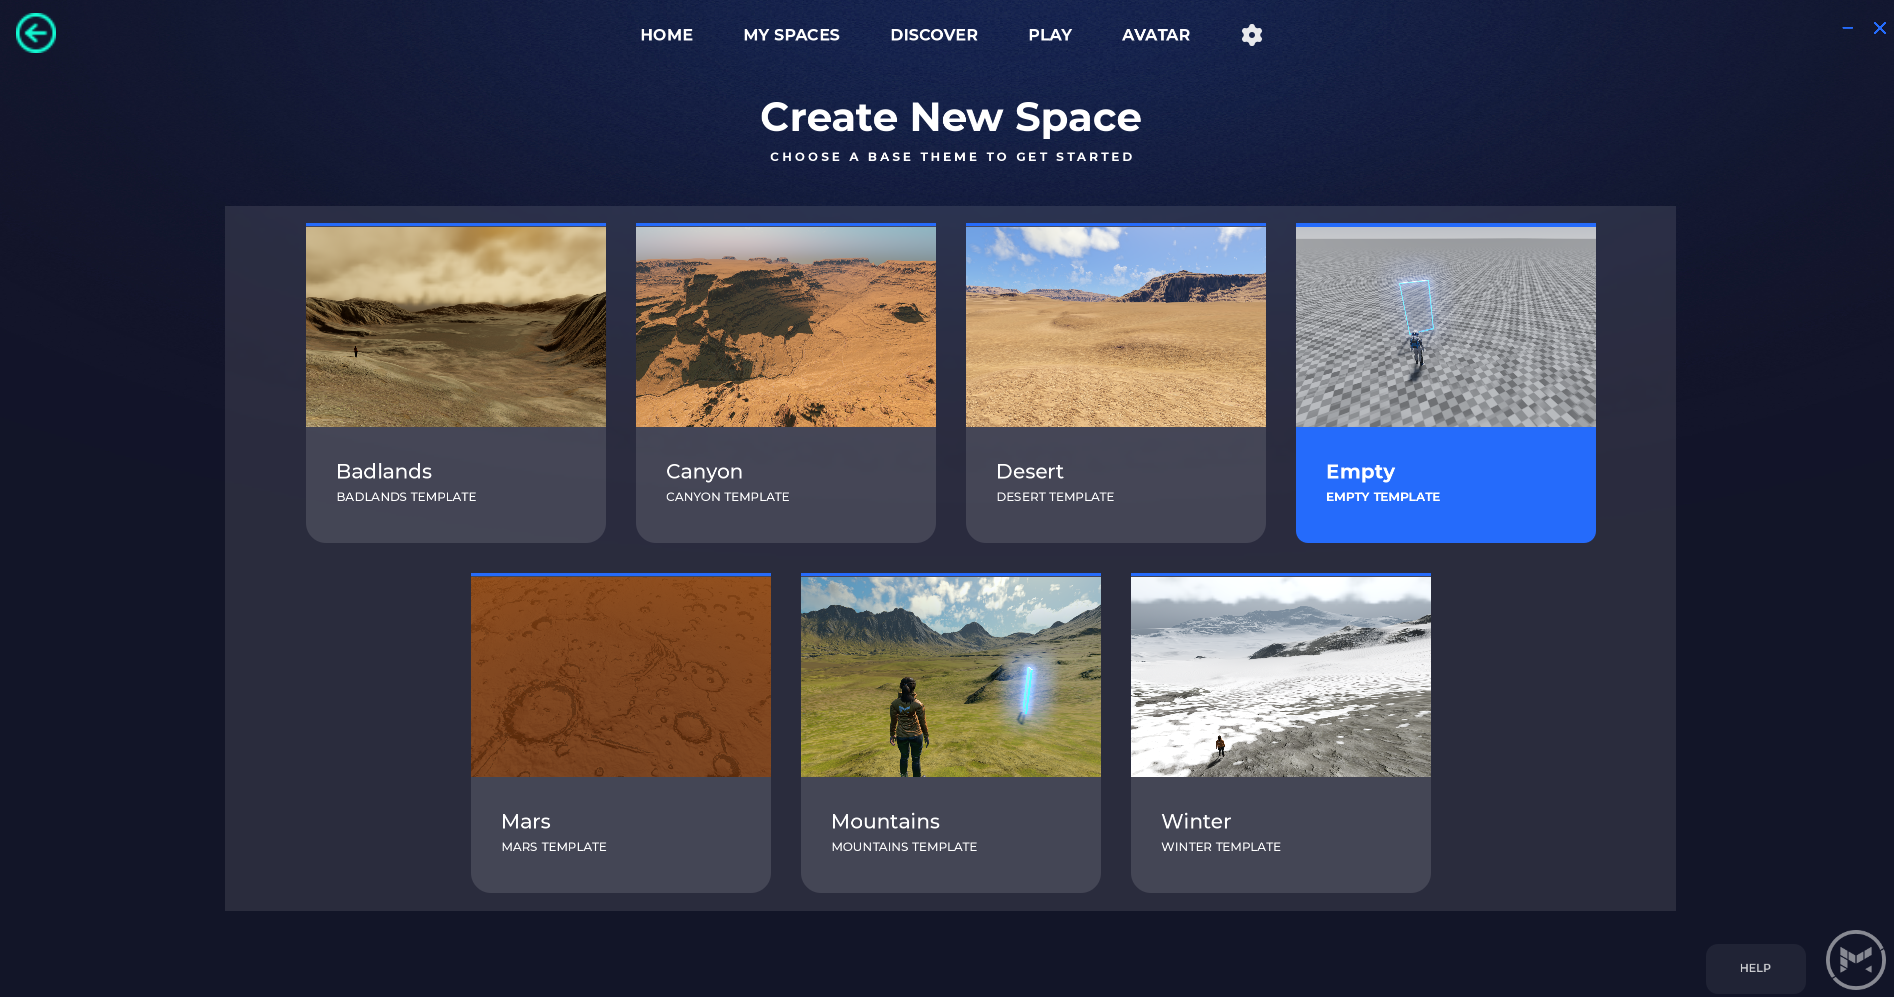 HOME MY SPACES DISCOVER PLAY AVATAR
Create New Space
CHOOSE A BASE THEME TO GET STARTED
Badlands
BADLANDS TEMPLATE
Canyon
CANYON TEMPLATE
Desert
DESERT TEMPLATE
Empty
EMPTY TEMPLATE
Mars
MARS TEMPLATE
Mountains
MOUNTAINS TEMPLATE
Winter
WINTER TEMPLATE
HELP